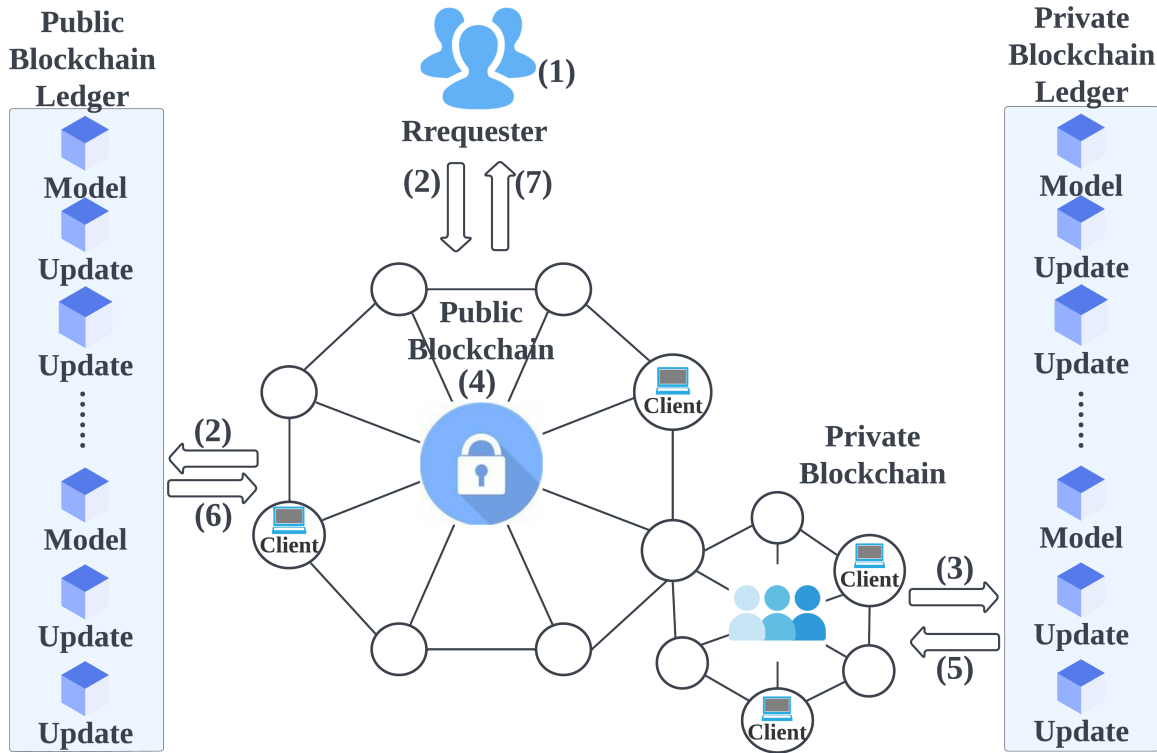 Public
Blockchain
Ledger
Model
Update
Update
Model
Update
Update
(1)
Rrequester
(2)
(7)
Public
Blockchain
(4)
Client
(2)
(6)
Client
Private
Blockchain
Client
Client
(3)
(5)
Private
Blockchain
Ledger
Model
Update
Update
Model
Update
Update